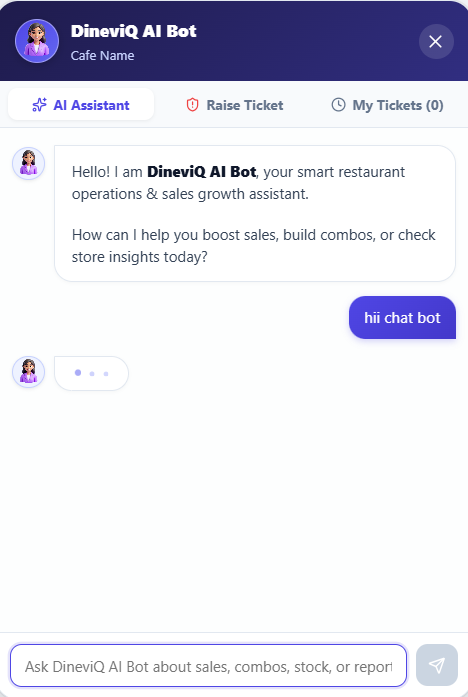 DineviQ AI Bot
Cafe Name
AI Assistant
Raise Ticket
My Tickets (0)
Hello! I am DineviQ AI Bot, your smart restaurant
operations & sales growth assistant.
How can I help you boost sales, build combos, or check
store insights today?
hii chat bot
Ask DineviQ AI Bot about sales, combos, stock, or report